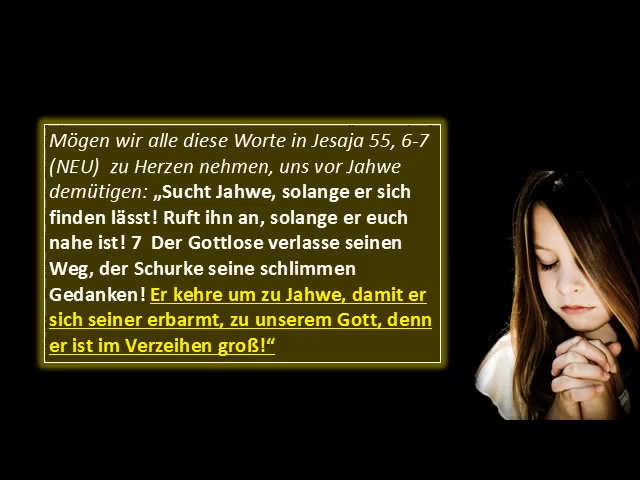 Mögen wir alle diese Worte in Jesaja 55, 6-7
(NEU) zu Herzen nehmen, uns vor Jahwe
demütigen: „Sucht Jahwe, solange er sich
finden lässt! Ruft ihn an, solange er euch
nahe ist! 7 Der Gottlose verlasse seinen
Weg, der Schurke seine schlimmen
Gedanken! Er kehre um zu Jahwe, damit er
sich seiner erbarmt, zu unserem Gott, denn
er ist im Verzeihen groß!“